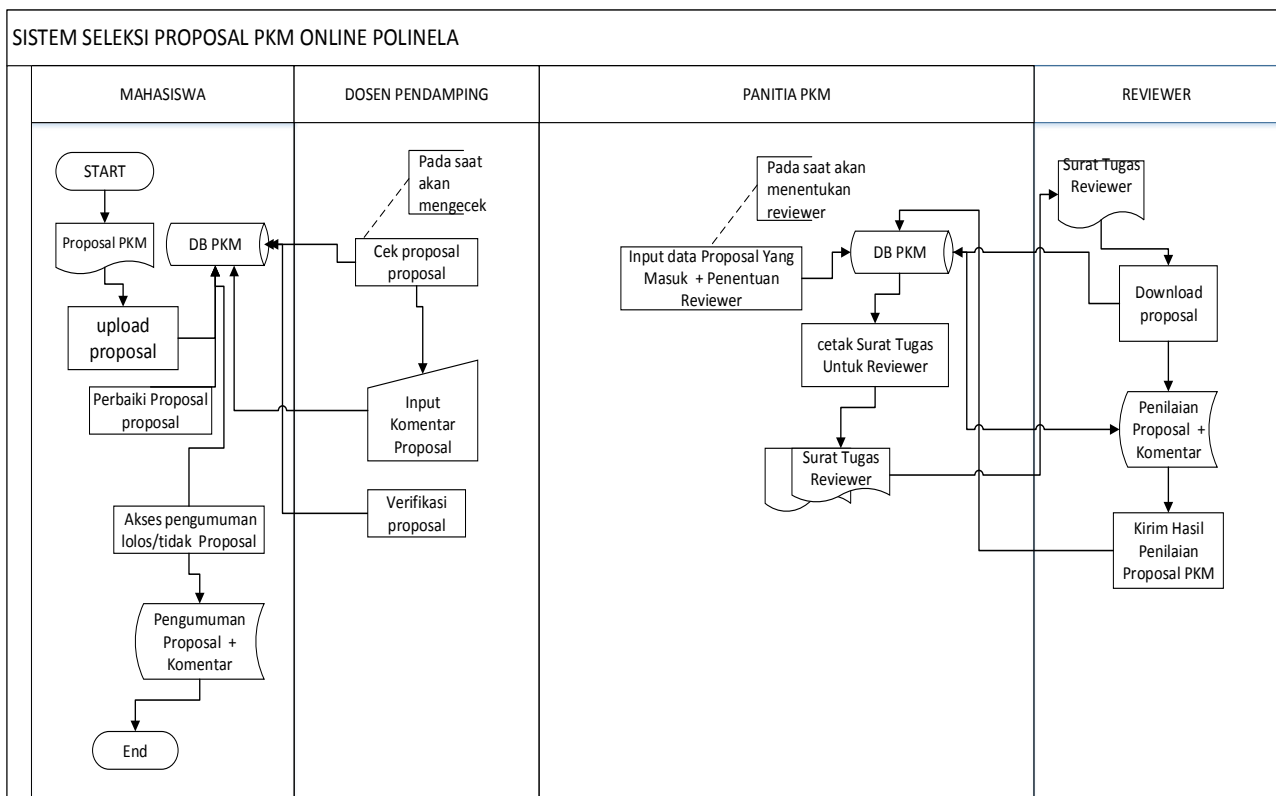 SISTEM SELEKSI PROPOSAL PKM ONLINE POLINELA
MAHASISWA
DOSEN PENDAMPING
PANITIA PKM
REVIEWER
START
Proposal PKM
DB PKM
upload
proposal
Perbaiki Proposal
proposal
Akses pengumuman
lolos/tidak Proposal
Pengumuman
Proposal +
Komentar
End
Pada saat
akan
mengecek
Cek proposal
proposal
Input
Komentar
Proposal
Verifikasi
proposal
Pada saat akan
menentukan
reviewer
Input data Proposal Yang
Masuk + Penentuan
Reviewer
DB PKM
cetak Surat Tugas
Untuk Reviewer
Surat Tugas
Reviewer
Surat Tugas
Reviewer
Download
proposal
Penilaian
Proposal +
Komentar
Kirim Hasil
Penilaian
Proposal PKM